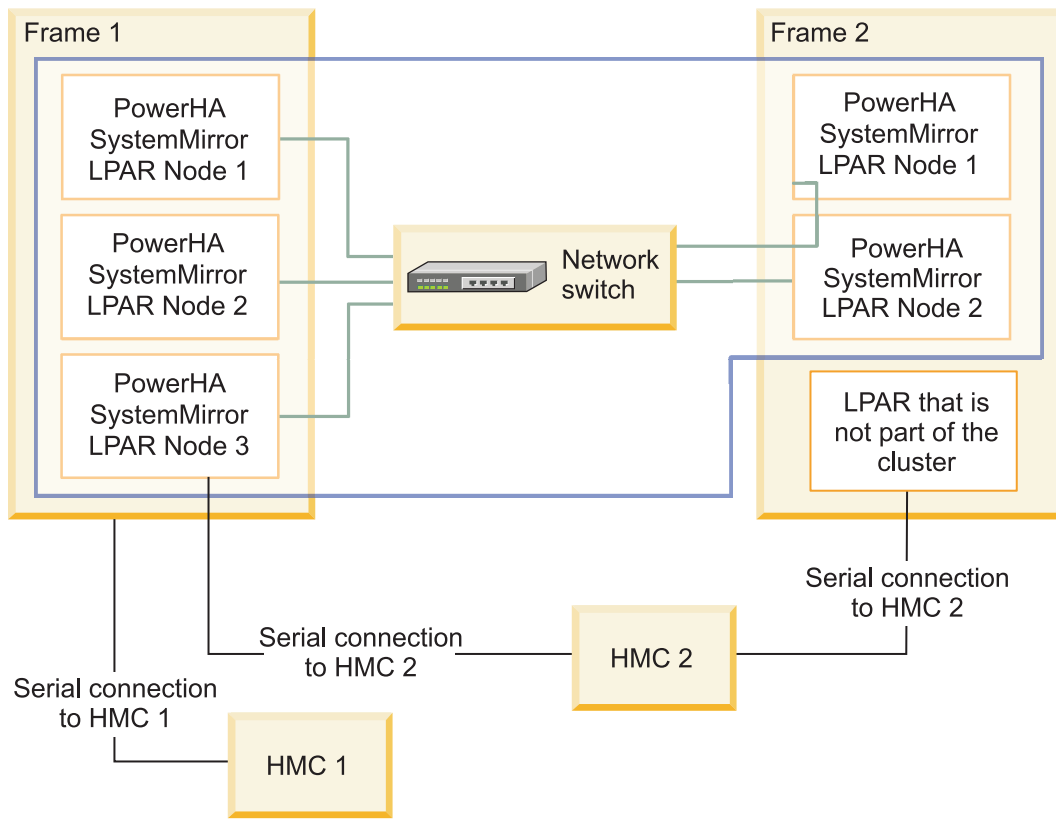 Frame 1
PowerHA
SystemMirror
LPAR Node 1
PowerHA
SystemMirror
LPAR Node 2
PowerHA
SystemMirror
LPAR Node 3
Network
switch
Frame 2
PowerHA
SystemMirror
LPAR Node 1
PowerHA
SystemMirror
LPAR Node 2
LPAR that is
not part of the
cluster
Serial connection
to HMC 2
Serial connection
to HMC 2
HMC 2
Serial connection
to HMC 1
HMC 1